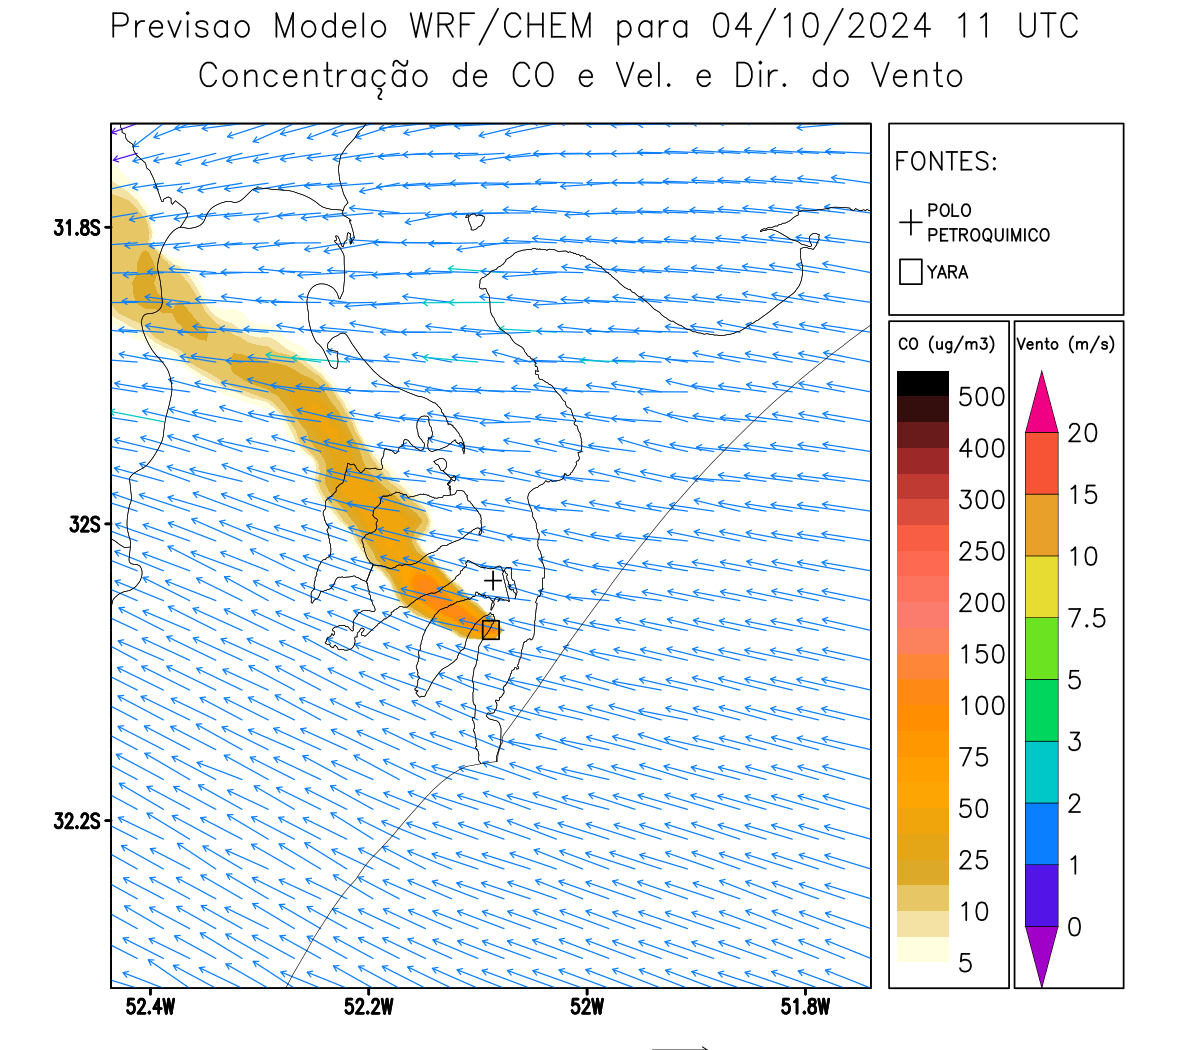 Previsao Modelo WRF/CHEM para 04/10/2024 11 UTC
Concentração de CO e Vel. e Dir. do Vento
FONTES:
POLO
PETROQUIMICO
YARA
CO (ug/m3)
500
400
300
250
200
150
100
75
50
25
10
5
Vento (m/s)
20
15
10
7.5
5
3
2
1
0
31.8S
32S
32.2S
52.4W 52.2W 52W 51.8W